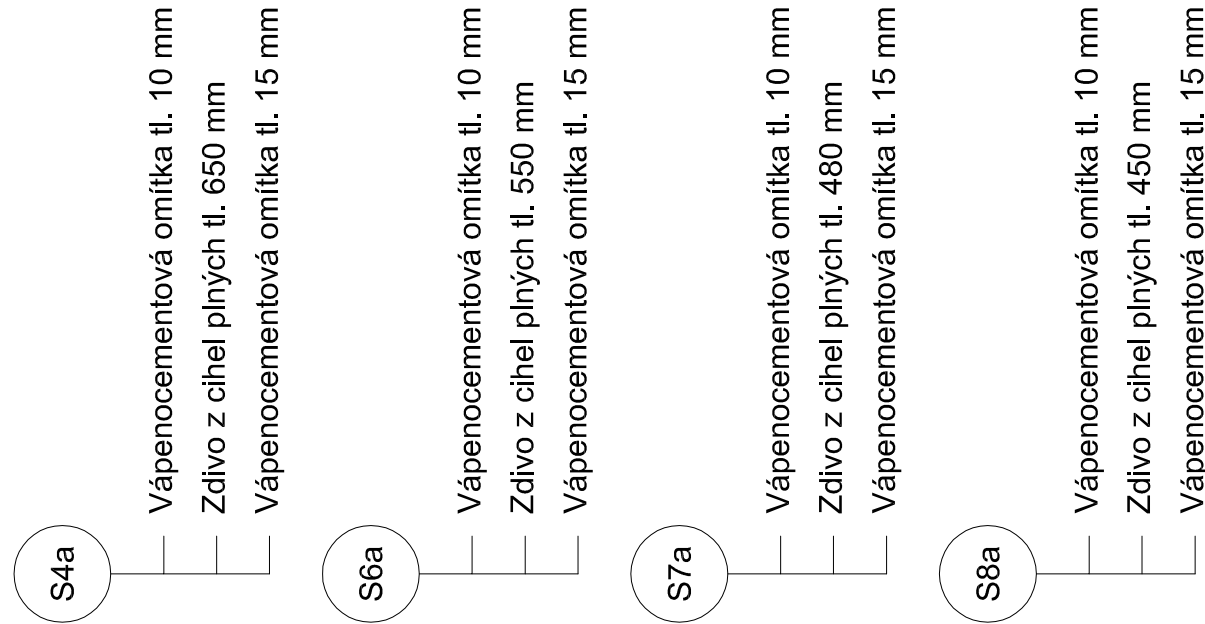 S4a
Vápenocementová omítka tl. 10 mm
Zdivo z cihel plných tl. 650 mm
Vápenocementová omítka tl. 15 mm
S6a
Vápenocementová omítka tl. 10 mm
Zdivo z cihel plných tl. 550 mm
Vápenocementová omítka tl. 15 mm
S7a
Vápenocementová omítka tl. 10 mm
Zdivo z cihel plných tl. 480 mm
Vápenocementová omítka tl. 15 mm
S8a
Vápenocementová omítka tl. 10 mm
Zdivo z cihel plných tl. 450 mm
Vápenocementová omítka tl. 15 mm